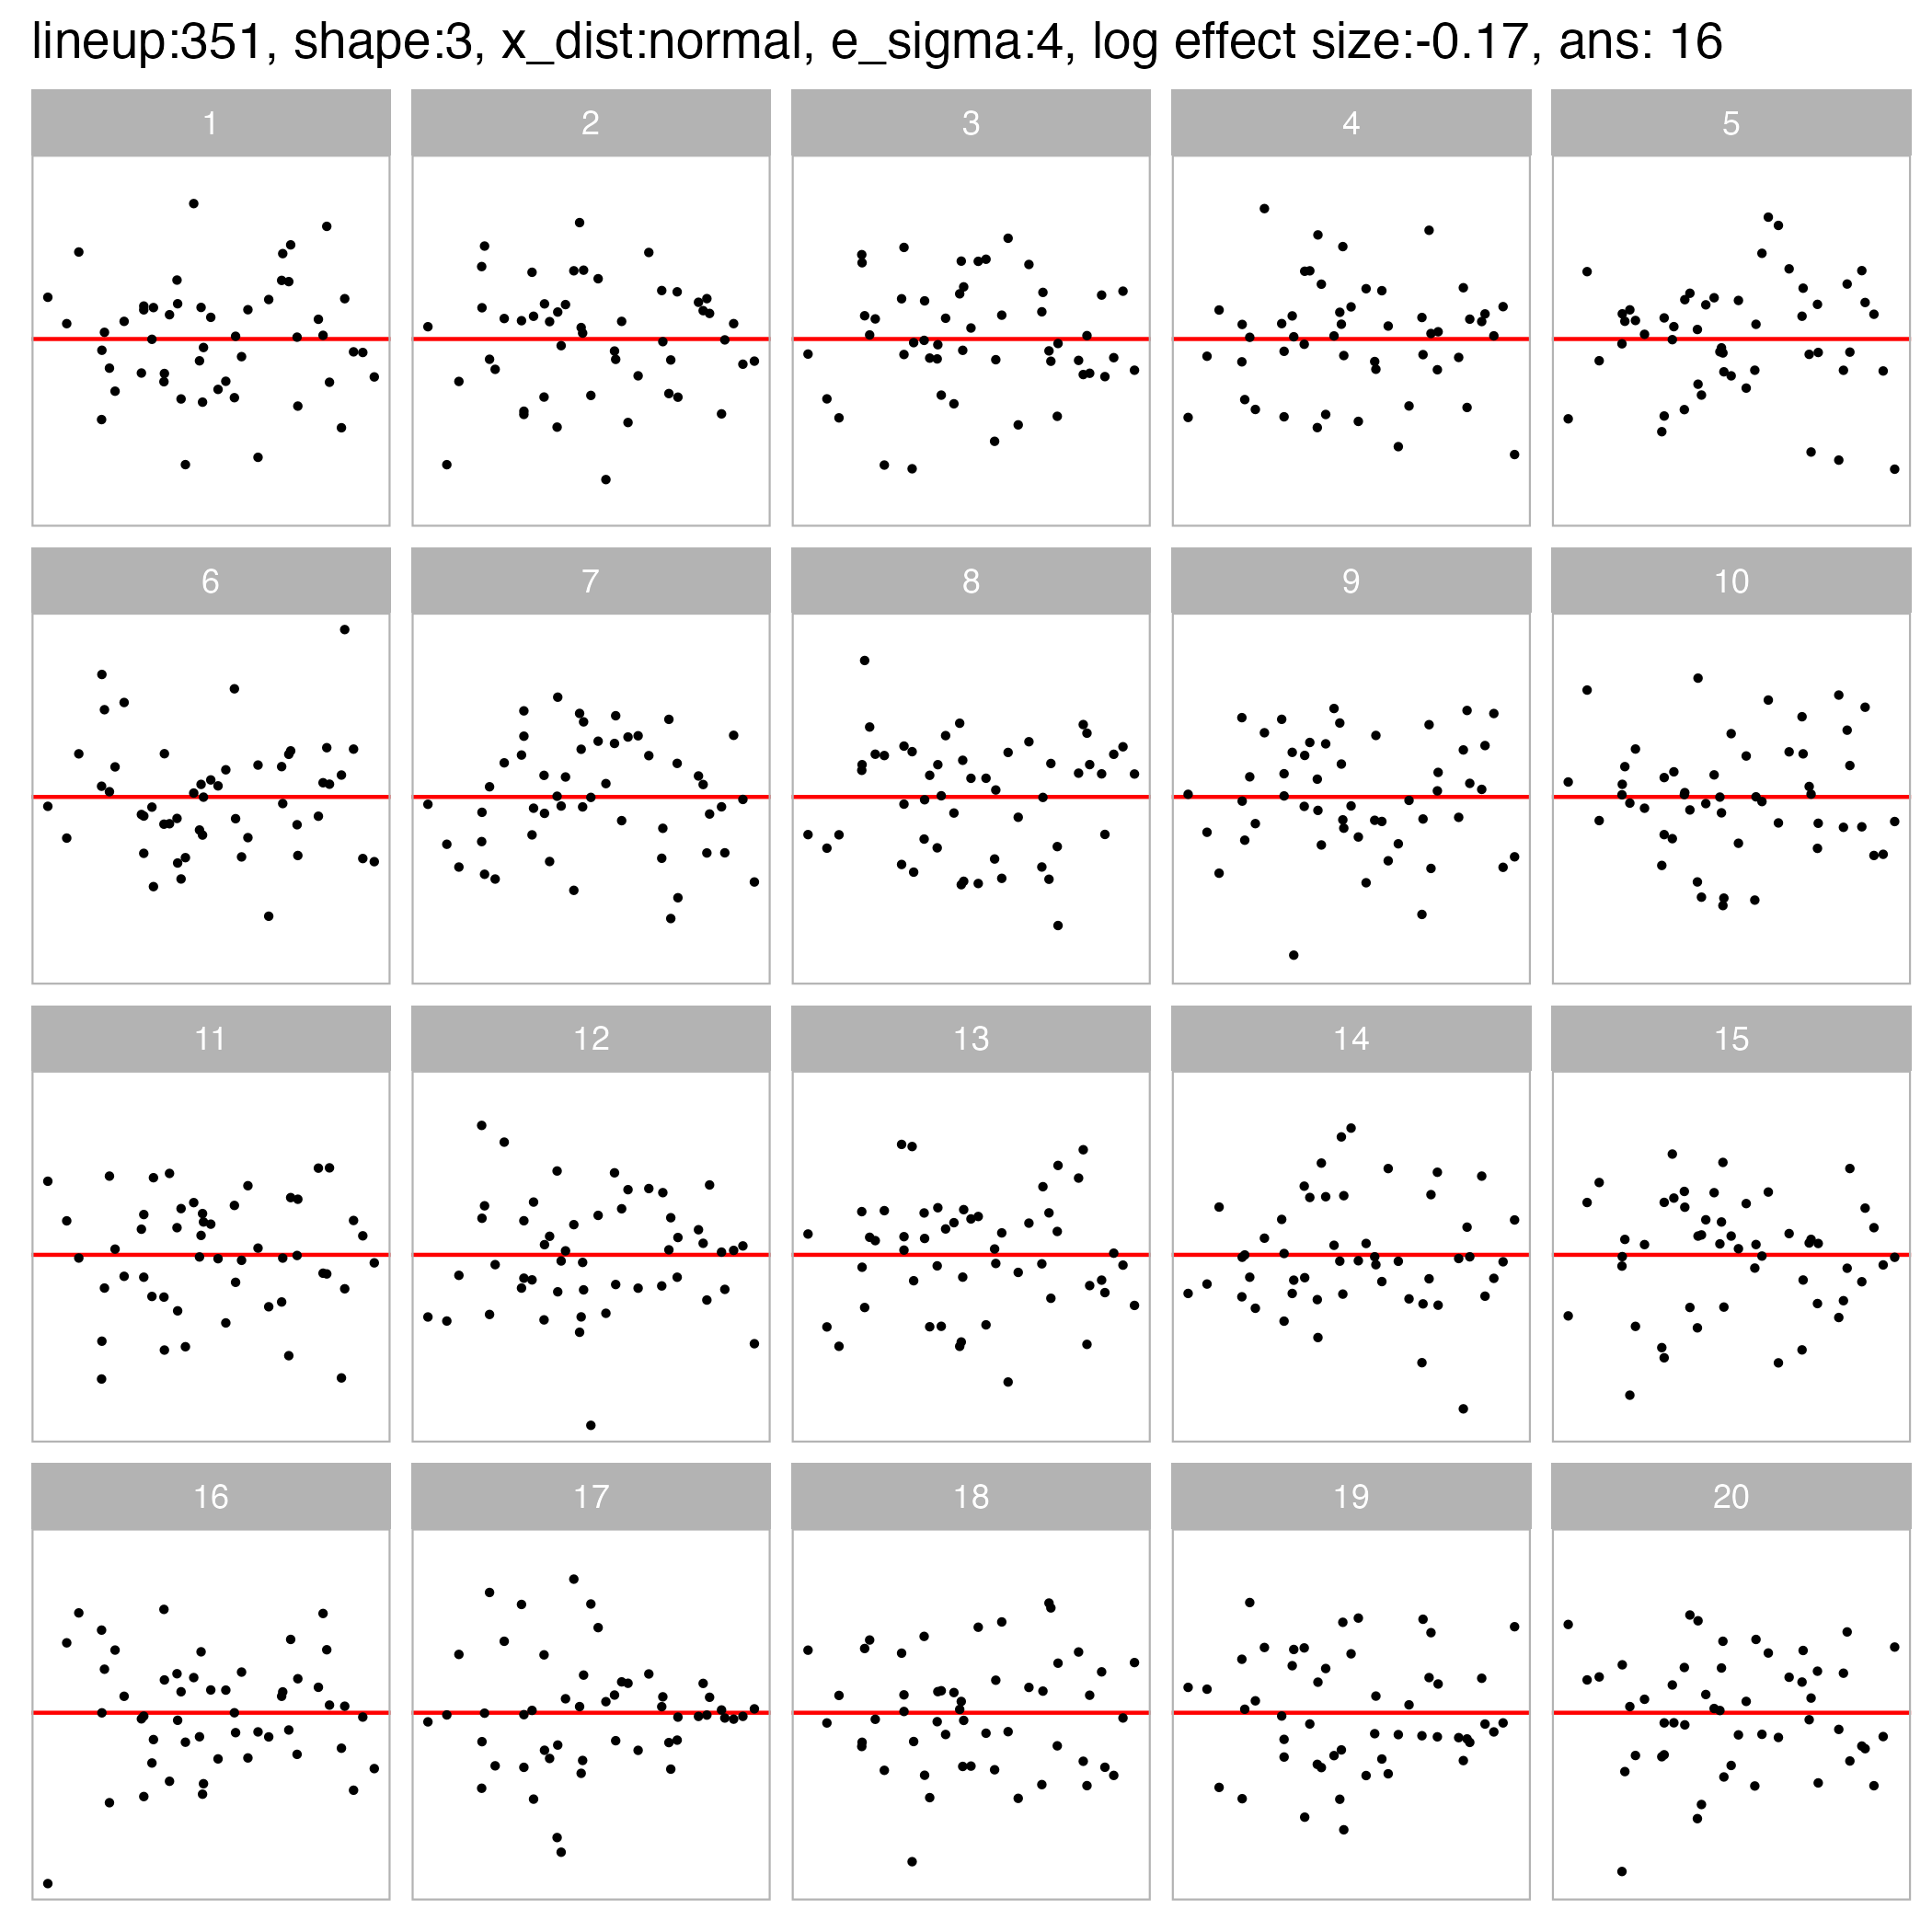 lineup:351, shape:3, x_dist:normal, e_sigma:4, log effect size:-0.17, ans: 16
1 2 3 4 5
6 7 8 9 10
11 12 13 14 15
16 17 18 19 20